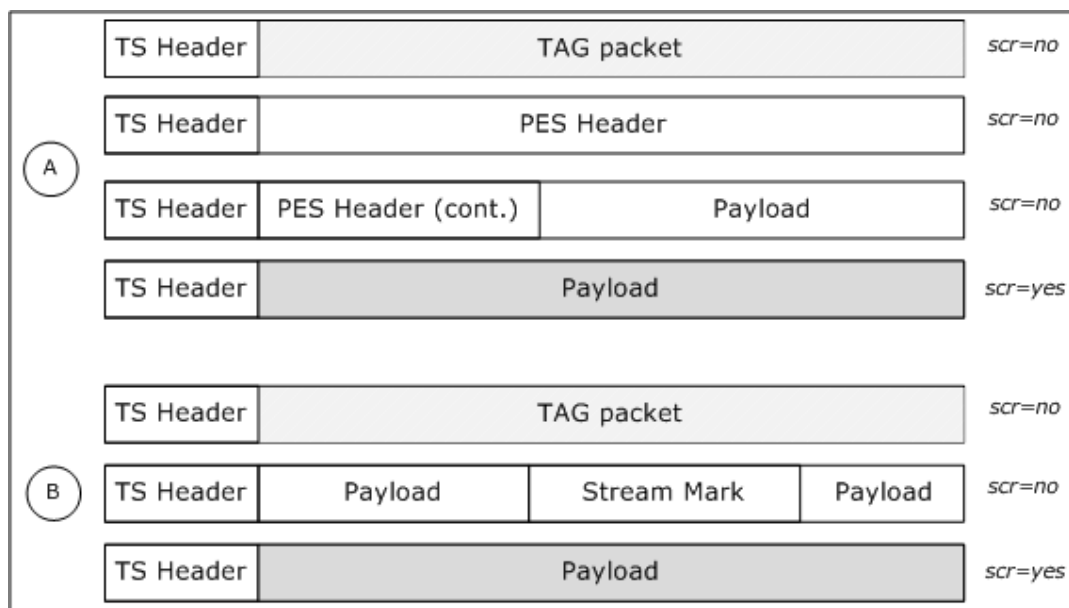 TS Header TAG packet scr=no
TS Header PES Header scr=no
A
TS Header PES Header (cont.) Payload scr=no
TS Header Payload scr=yes
TS Header TAG packet scr=no
B TS Header Payload Stream Mark Payload scr=no
TS Header Payload scr=yes